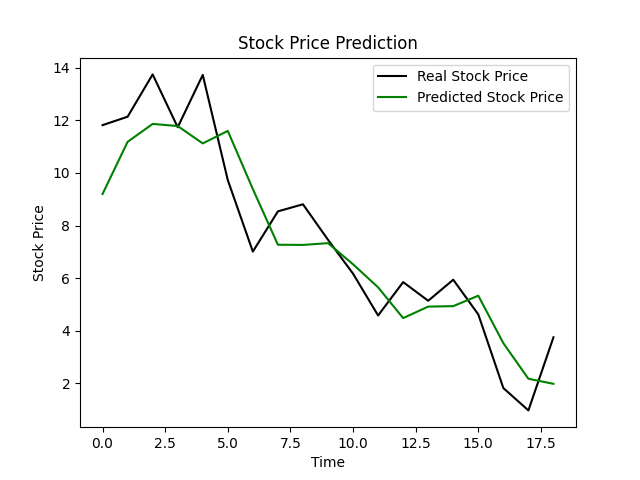 Stock Price Prediction
Real Stock Price
Predicted Stock Price
Stock Price
14
12
10
8
6
4
2
0.0 2.5 5.0 7.5 10.0 12.5 15.0 17.5
Time